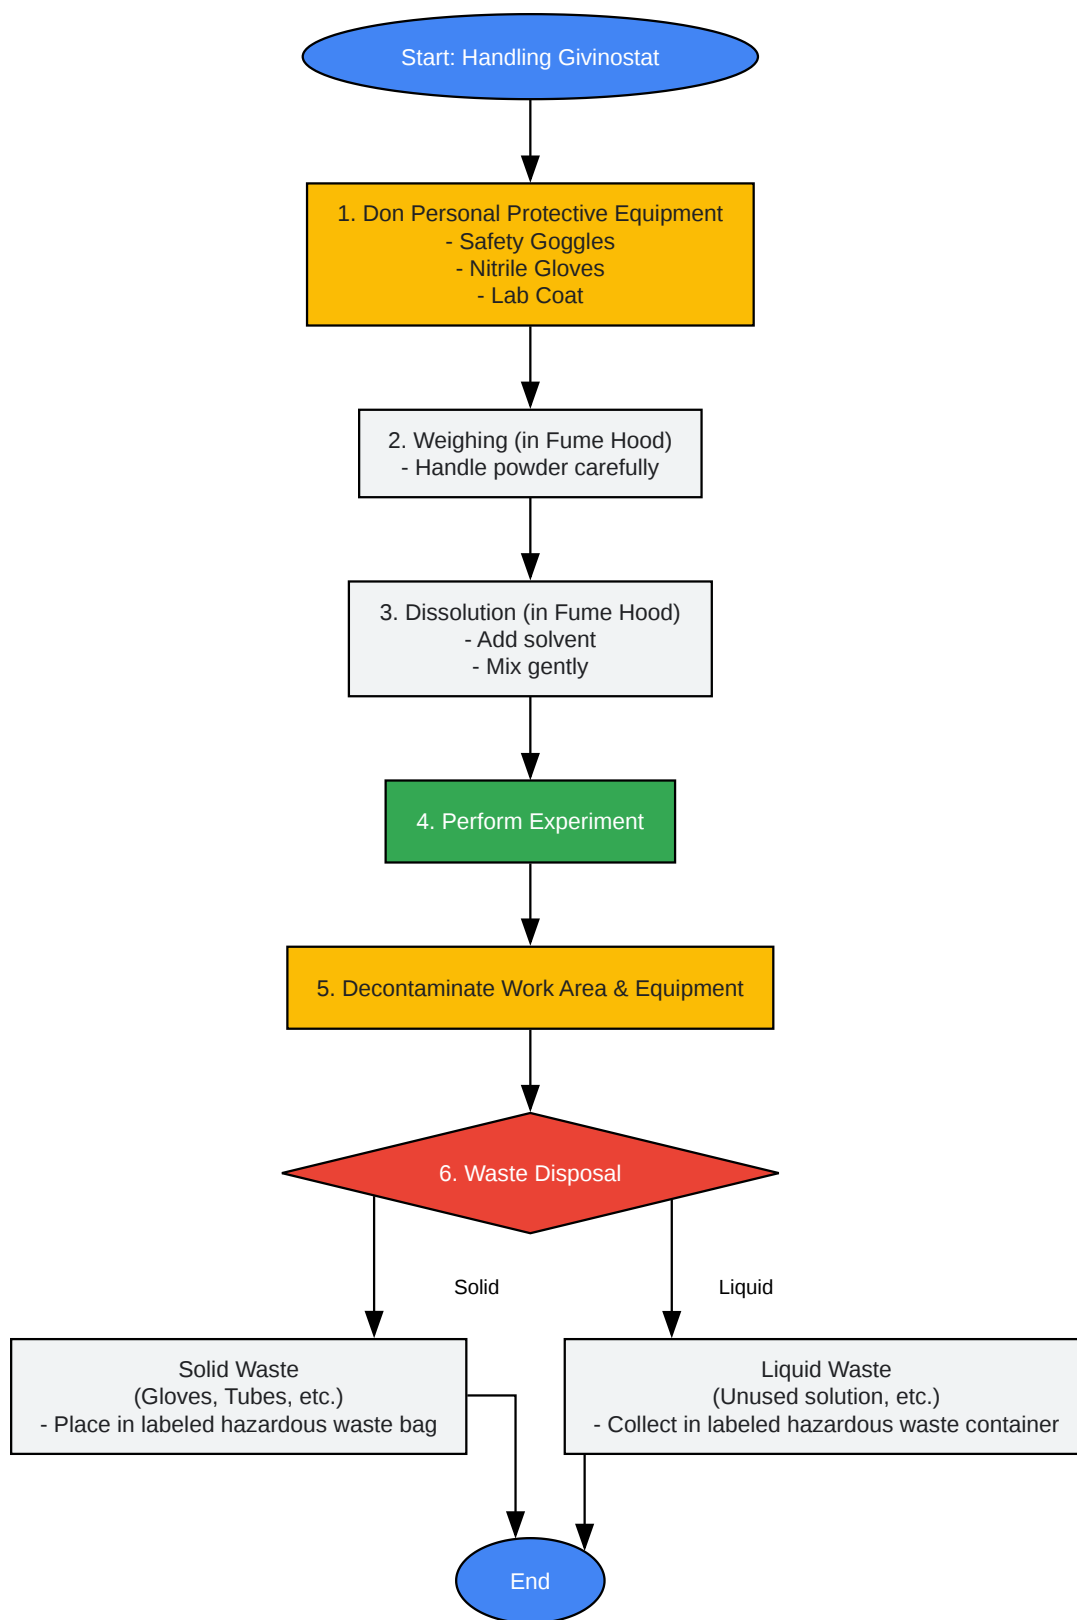 Start: Handling Givinostat
1. Don Personal Protective Equipment
- Safety Goggles
- Nitrile Gloves
- Lab Coat
2. Weighing (in Fume Hood)
- Handle powder carefully
3. Dissolution (in Fume Hood)
- Add solvent
- Mix gently
4. Perform Experiment
5. Decontaminate Work Area & Equipment
6. Waste Disposal
Solid
Liquid
Solid Waste
(Gloves, Tubes, etc.)
- Place in labeled hazardous waste bag
Liquid Waste
(Unused solution, etc.)
- Collect in labeled hazardous waste container
End